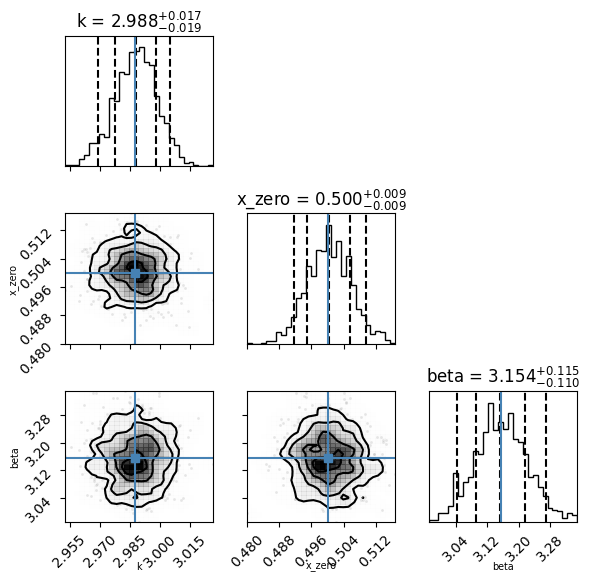 k = 2.988+0.017−0.019
x_zero
0.512
0.504
0.496
0.488
0.480
x_zero = 0.500+0.009−0.009
beta
3.28
3.20
3.12
3.04
beta = 3.154+0.115−0.110
2.955 2.970 2.985 3.000 3.015
0.480 0.488 0.496 0.504 0.512
x_zero
3.04 3.12 3.20 3.28
beta